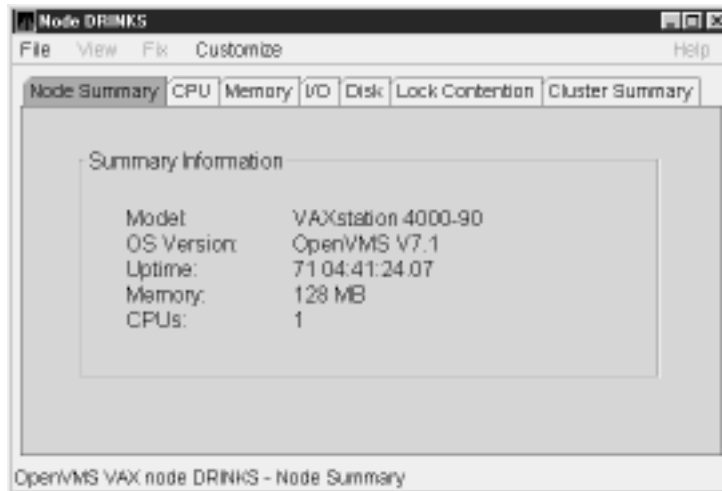 Node DRINKS
File View Fix Customize Help
Node Summary CPU Memory I/O Disk Lock Contention Cluster Summary
Summary Information
Model: VAXstation 4000-90
OS Version: OpenVMS V7.1
Uptime: 71 04:41:24.07
Memory: 128 MB
CPUs: 1
OpenVMS VAX node DRINKS - Node Summary